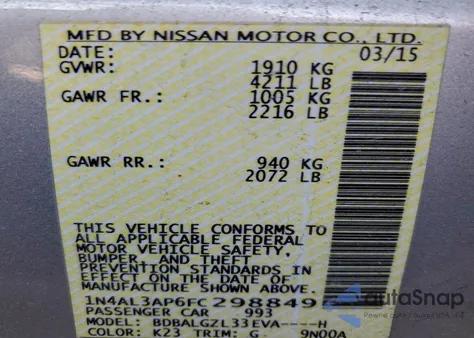 MFD BY NISSAN MOTOR CO., LTD.
DATE: 03/15
GVWR: 1910 KG
4211 LB
GAWR FR.: 1005 KG
2216 LB
GAWR RR.: 940 KG
2072 LB
THIS VEHICLE CONFORMS TO
ALL APPLICABLE FEDERAL
MOTOR VEHICLE SAFETY,
BUMPER, AND THEFT
PREVENTION STANDARDS IN
EFFECT ON THE DATE OF
MANUFACTURE SHOWN ABOVE.
1N4AL3AP6FC298849
PASSENGER CAR 993
MODEL: BDBALGZL33EVA----H
COLOR: K23 TRIM: G 9N00A
autoSnap